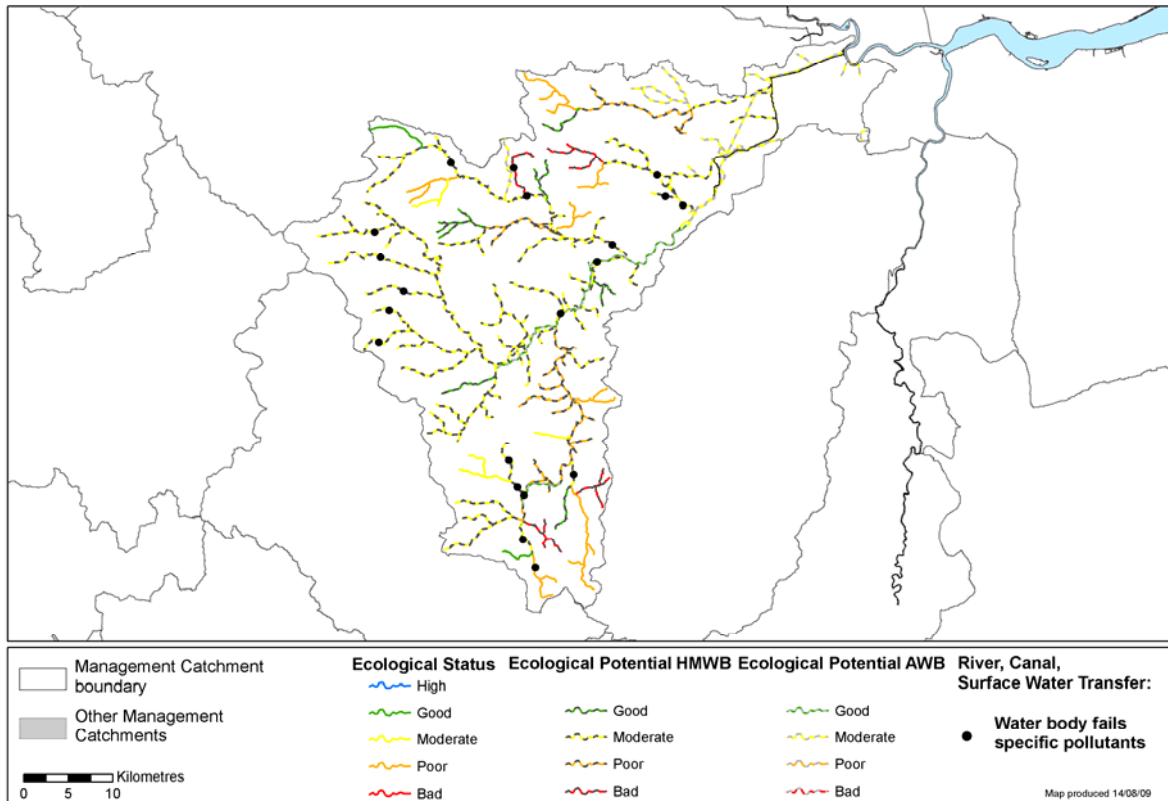 Management Catchment
boundary
Other Management
Catchments
Kilometres
0 5 10
Ecological Status
High
Good
Moderate
Poor
Bad
Ecological Potential HMWB
Good
Moderate
Poor
Bad
Ecological Potential AWB
Good
Moderate
Poor
Bad
River, Canal,
Surface Water Transfer:
Water body fails
specific pollutants
Map produced 14/08/09